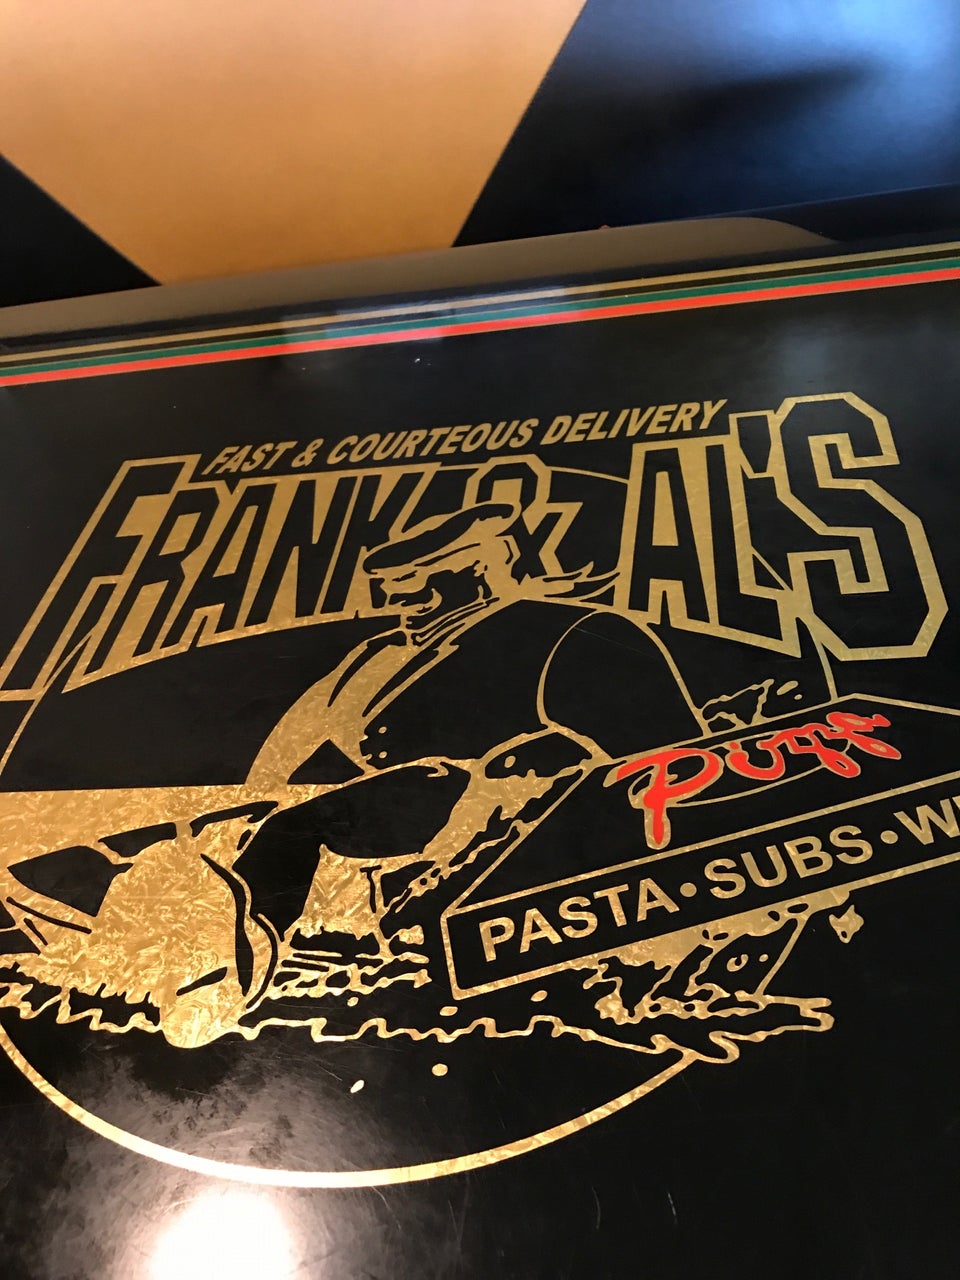 FAST & COURTEOUS DELIVERY
FRANK & AL'S
Pizza
PASTA • SUBS •